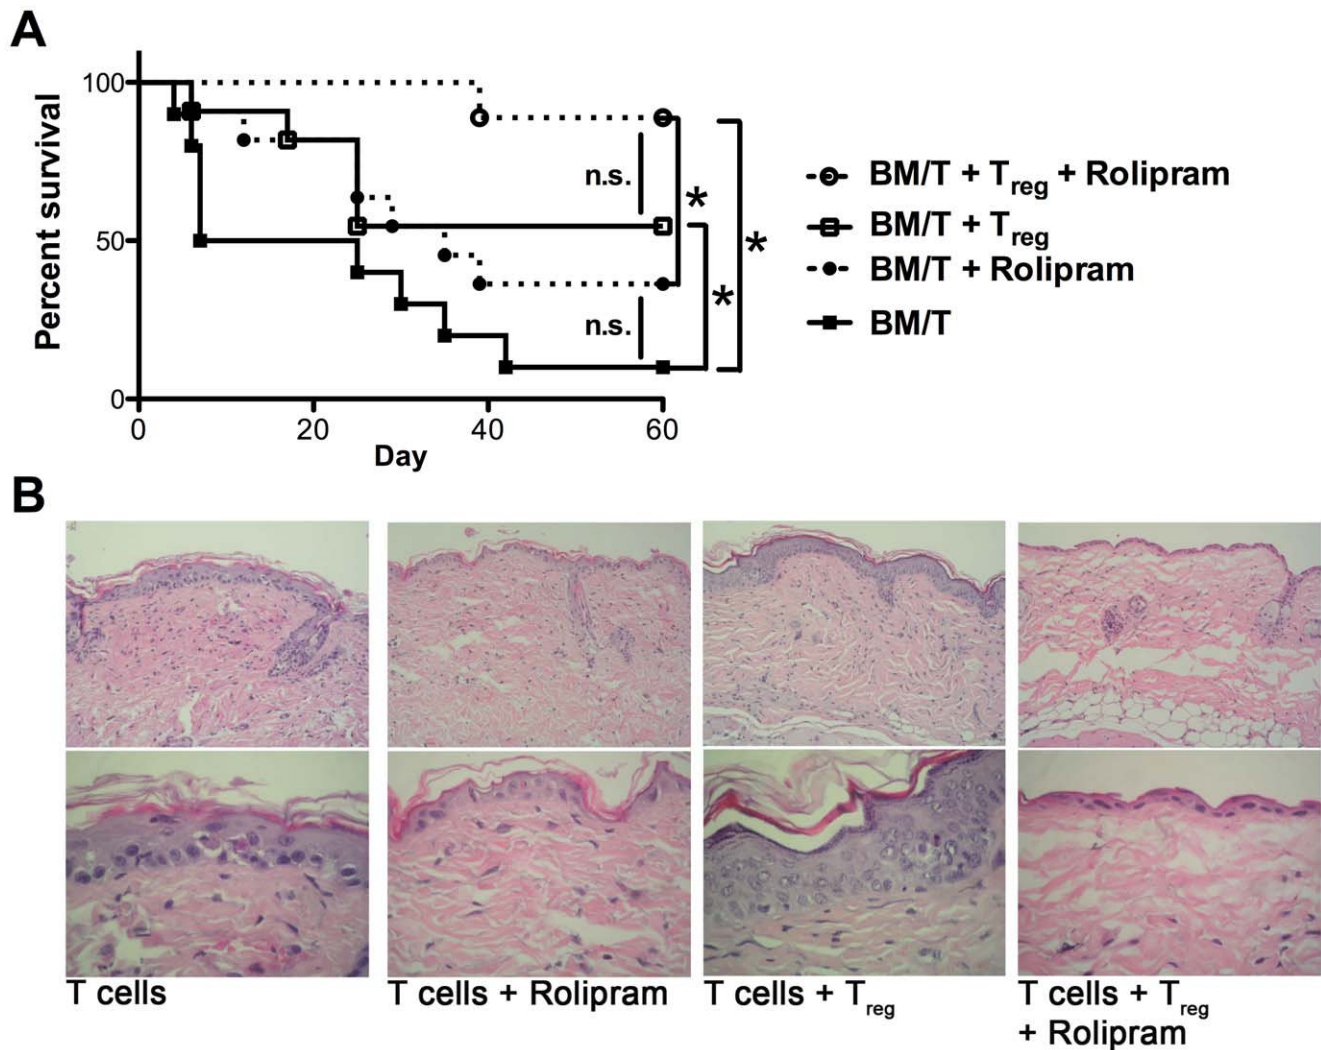 A
Percent survival
100
50
0
0 20 40 60
Day
n.s.
n.s.
*
*
*
BM/T + Treg + Rolipram
BM/T + Treg
BM/T + Rolipram
BM/T
B
T cells
T cells + Rolipram
T cells + Treg
T cells + Treg
+ Rolipram